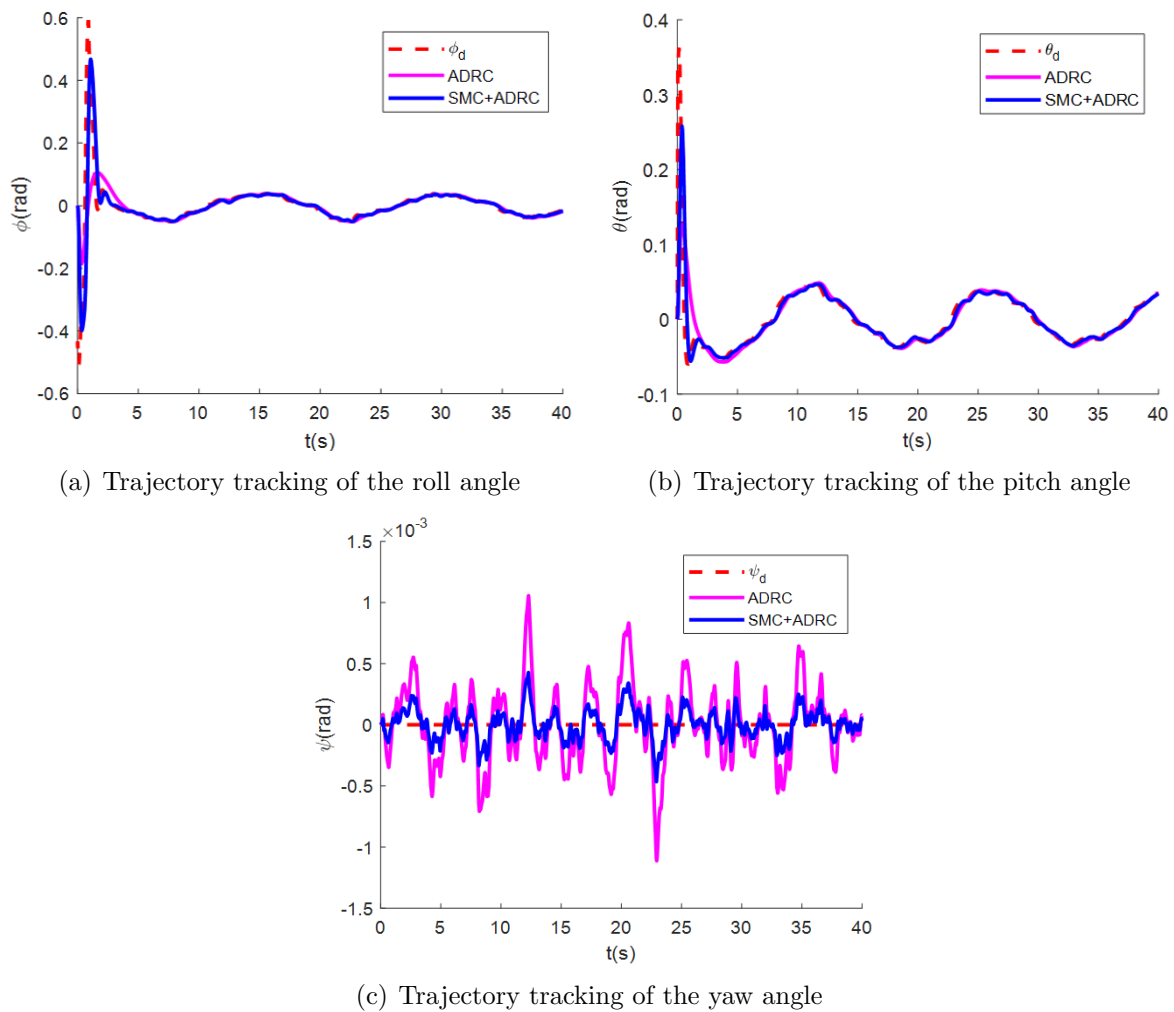 0.6
0.4
0.2
0
-0.2
-0.4
-0.6
ϕ(rad)
0 5 10 15 20 25 30 35 40
t(s)
ϕd
ADRC
SMC+ADRC
(a) Trajectory tracking of the roll angle
0.4
0.3
0.2
0.1
0
-0.1
θ(rad)
0 5 10 15 20 25 30 35 40
t(s)
θd
ADRC
SMC+ADRC
(b) Trajectory tracking of the pitch angle
×10⁻³
1.5
1
0.5
0
-0.5
-1
-1.5
ψ(rad)
0 5 10 15 20 25 30 35 40
t(s)
ψd
ADRC
SMC+ADRC
(c) Trajectory tracking of the yaw angle